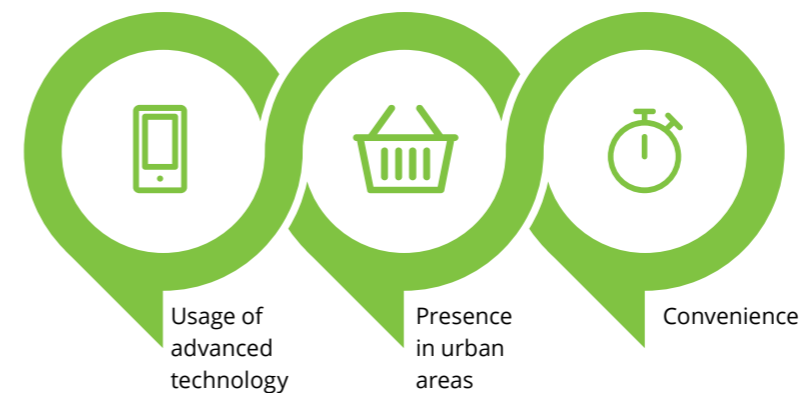 Usage of
advanced
technology
Presence
in urban
areas
Convenience